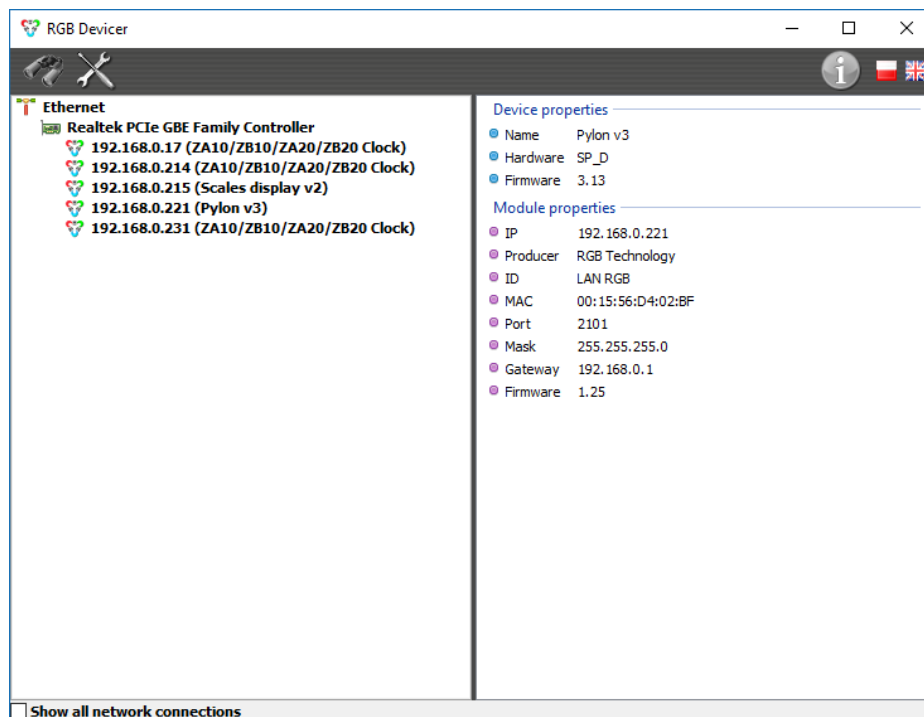 RGB Devicer
Ethernet
Realtek PCIe GBE Family Controller
192.168.0.17 (ZA10/ZB10/ZA20/ZB20 Clock)
192.168.0.214 (ZA10/ZB10/ZA20/ZB20 Clock)
192.168.0.215 (Scales display v2)
192.168.0.221 (Pylon v3)
192.168.0.231 (ZA10/ZB10/ZA20/ZB20 Clock)
Device properties
Name Pylon v3
Hardware SP_D
Firmware 3.13
Module properties
IP 192.168.0.221
Producer RGB Technology
ID LAN RGB
MAC 00:15:56:D4:02:BF
Port 2101
Mask 255.255.255.0
Gateway 192.168.0.1
Firmware 1.25
Show all network connections